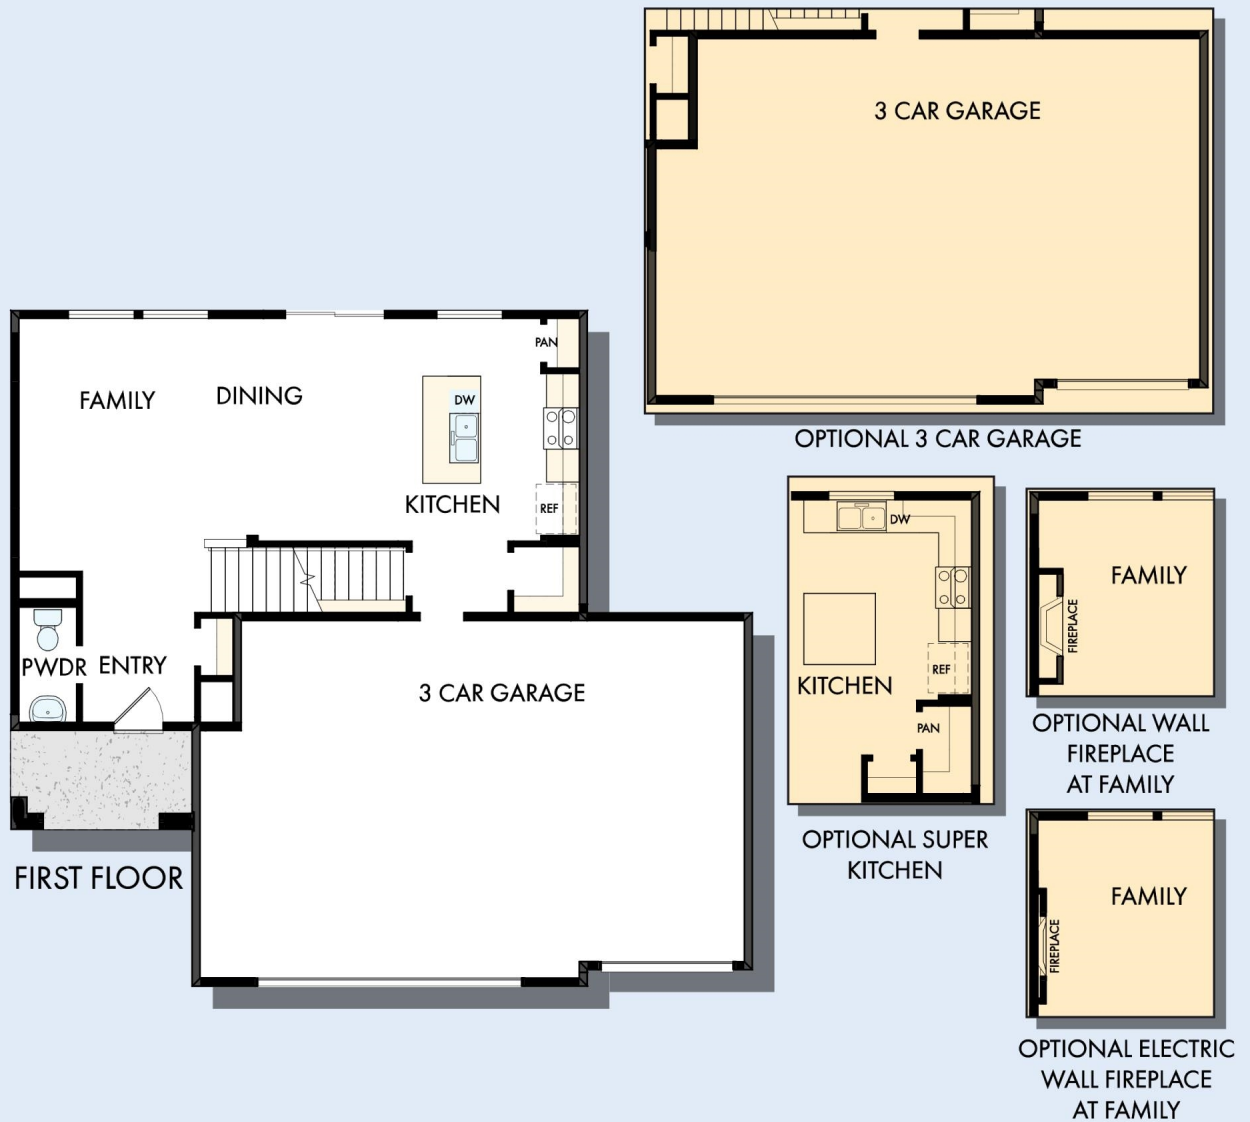 3 CAR GARAGE
OPTIONAL 3 CAR GARAGE
PAN
FAMILY
DINING
DW
KITCHEN
REF
PWDR
ENTRY
3 CAR GARAGE
FIRST FLOOR
DW
REF
KITCHEN
PAN
OPTIONAL SUPER
KITCHEN
FAMILY
FIREPLACE
OPTIONAL WALL
FIREPLACE
AT FAMILY
FAMILY
FIREPLACE
OPTIONAL ELECTRIC
WALL FIREPLACE
AT FAMILY